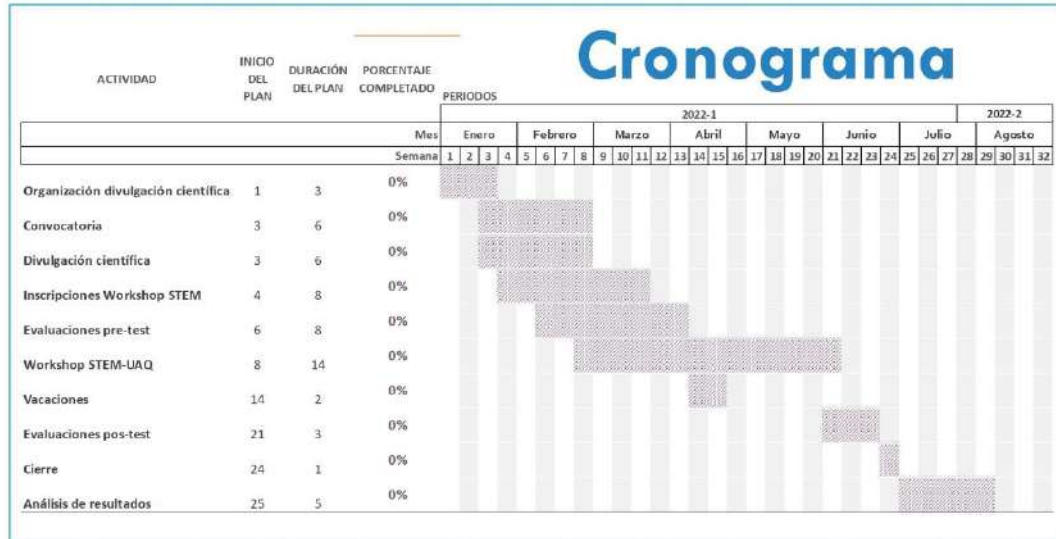 Cronograma
ACTIVIDAD INICIO DEL PLAN DURACIÓN DEL PLAN PORCENTAJE COMPLETADO PERIODOS
2022-1 2022-2
Mes Enero Febrero Marzo Abril Mayo Junio Julio Agosto
Semana 1 2 3 4 5 6 7 8 9 10 11 12 13 14 15 16 17 18 19 20 21 22 23 24 25 26 27 28 29 30 31 32
Organización divulgación científica 1 3 0%
Convocatoria 3 6 0%
Divulgación científica 3 6 0%
Inscripciones Workshop STEM 4 8 0%
Evaluaciones pre-test 6 8 0%
Workshop STEM-UAQ 8 14 0%
Vacaciones 14 2 0%
Evaluaciones pos-test 21 3 0%
Cierre 24 1 0%
Análisis de resultados 25 5 0%